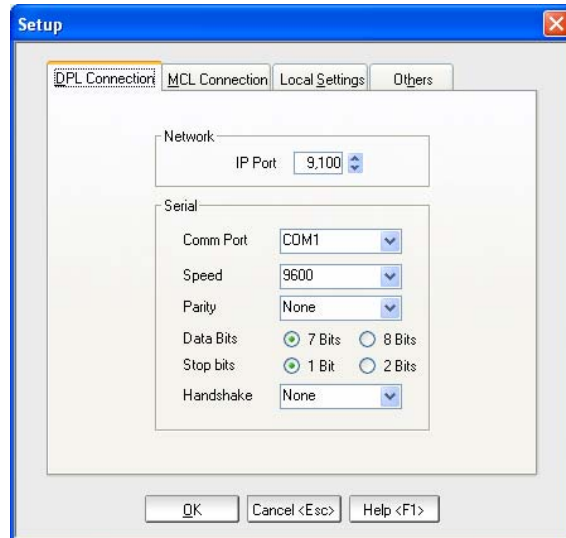 Setup
DPL Connection MCL Connection Local Settings Others
Network
IP Port 9,100
Serial
Comm Port COM1
Speed 9600
Parity None
Data Bits 7 Bits 8 Bits
Stop bits 1 Bit 2 Bits
Handshake None
OK Cancel <Esc> Help <F1>